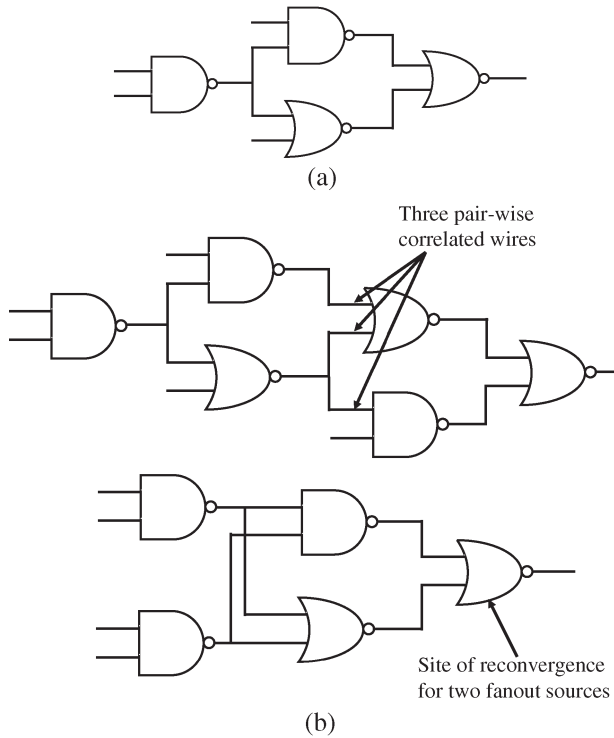 (a)
Three pair-wise
correlated wires
Site of reconvergence
for two fanout sources
(b)